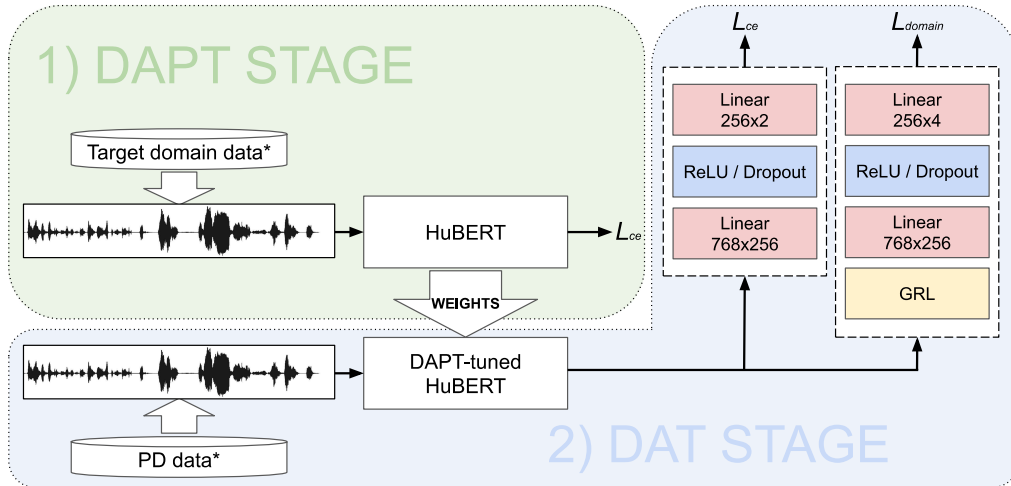 1) DAPT STAGE
Target domain data*
HuBERT
L_ce
WEIGHTS
L_ce
Linear
256x2
ReLU / Dropout
Linear
768x256
L_domain
Linear
256x4
ReLU / Dropout
Linear
768x256
GRL
DAPT-tuned
HuBERT
PD data*
2) DAT STAGE